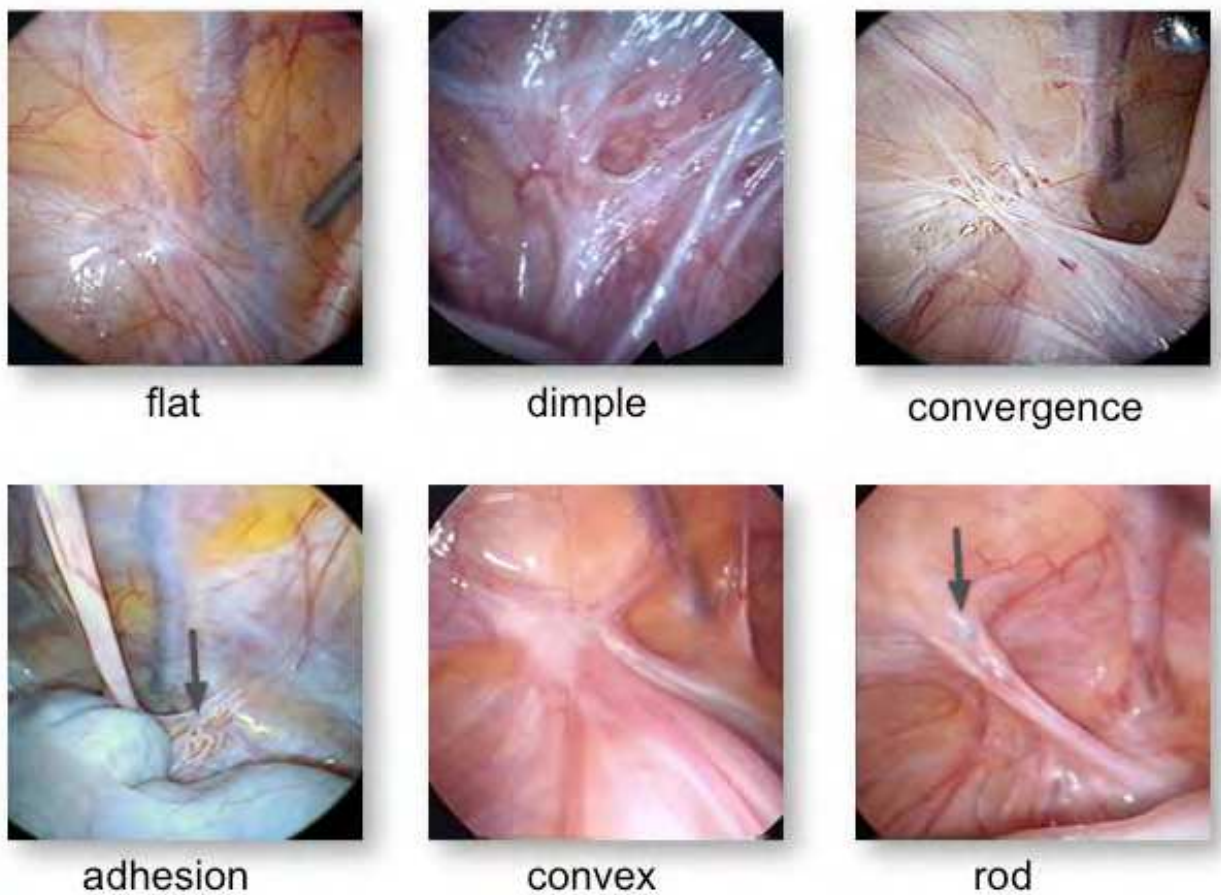 flat
dimple
convergence
adhesion
convex
rod